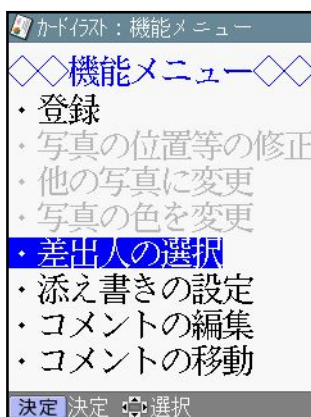 カードイラスト：機能メニュー
◇◇機能メニュー◇◇
・登録
・写真の位置等の修正
・他の写真に変更
・写真の色を変更
・差出人の選択
・添え書きの設定
・コメントの編集
・コメントの移動
決定 決定 選択